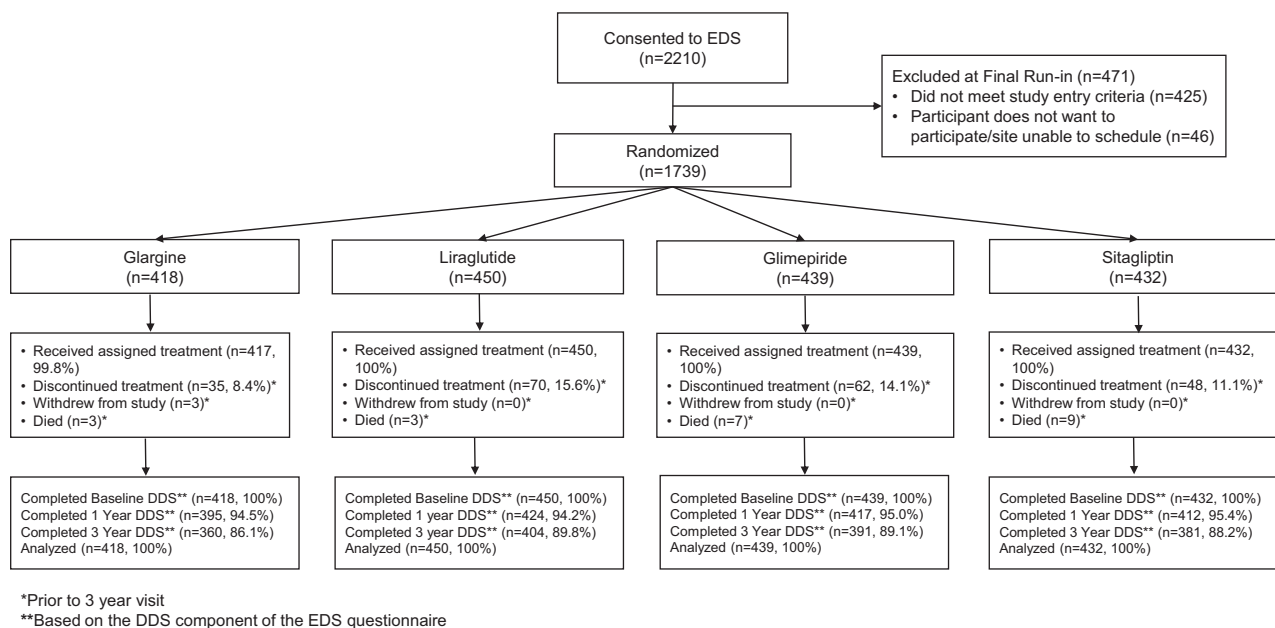 Consented to EDS
(n=2210)
Excluded at Final Run-in (n=471)
• Did not meet study entry criteria (n=425)
• Participant does not want to
participate/site unable to schedule (n=46)
Randomized
(n=1739)
Glargine
(n=418)
Liraglutide
(n=450)
Glimepiride
(n=439)
Sitagliptin
(n=432)
• Received assigned treatment (n=417,
99.8%)
• Discontinued treatment (n=35, 8.4%)*
• Withdrew from study (n=3)*
• Died (n=3)*
• Received assigned treatment (n=450,
100%)
• Discontinued treatment (n=70, 15.6%)*
• Withdrew from study (n=0)*
• Died (n=3)*
• Received assigned treatment (n=439,
100%)
• Discontinued treatment (n=62, 14.1%)*
• Withdrew from study (n=0)*
• Died (n=7)*
• Received assigned treatment (n=432,
100%)
• Discontinued treatment (n=48, 11.1%)*
• Withdrew from study (n=0)*
• Died (n=9)*
Completed Baseline DDS** (n=418, 100%)
Completed 1 Year DDS** (n=395, 94.5%)
Completed 3 Year DDS** (n=360, 86.1%)
Analyzed (n=418, 100%)
Completed Baseline DDS** (n=450, 100%)
Completed 1 year DDS** (n=424, 94.2%)
Completed 3 year DDS** (n=404, 89.8%)
Analyzed (n=450, 100%)
Completed Baseline DDS** (n=439, 100%)
Completed 1 Year DDS** (n=417, 95.0%)
Completed 3 Year DDS** (n=391, 89.1%)
Analyzed (n=439, 100%)
Completed Baseline DDS** (n=432, 100%)
Completed 1 Year DDS** (n=412, 95.4%)
Completed 3 Year DDS** (n=381, 88.2%)
Analyzed (n=432, 100%)
*Prior to 3 year visit
**Based on the DDS component of the EDS questionnaire